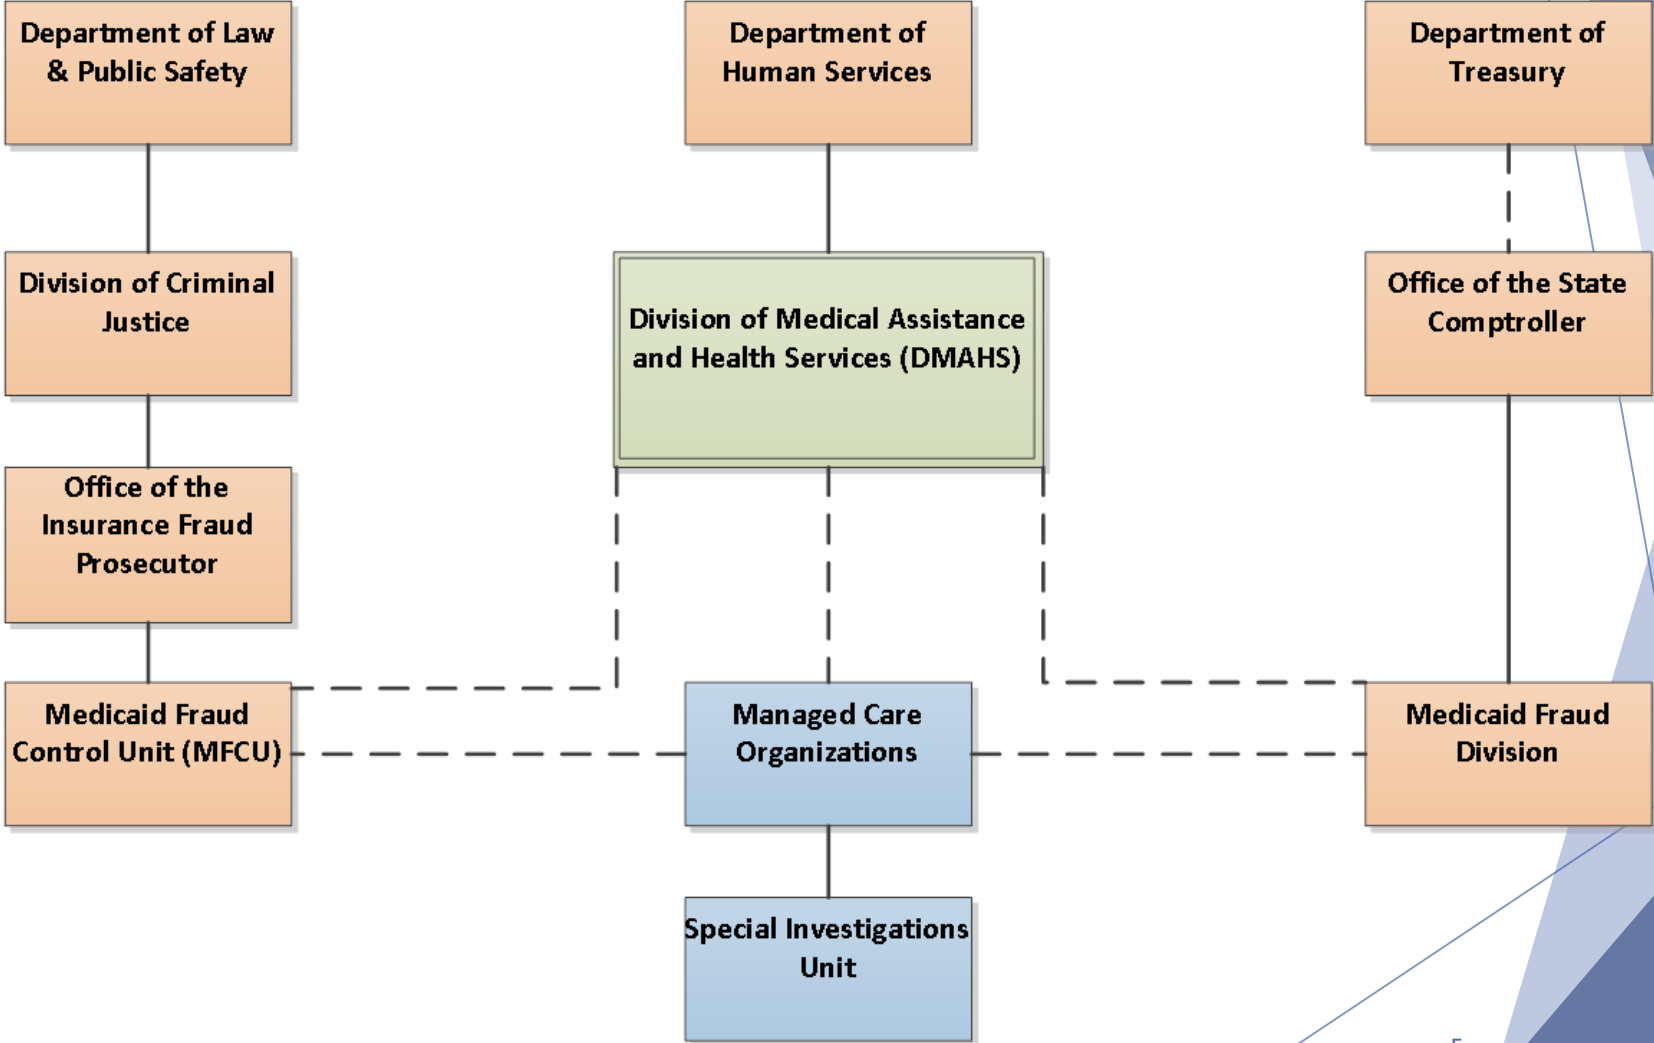 Department of Law
& Public Safety
Department of
Human Services
Department of
Treasury
Division of Criminal
Justice
Division of Medical Assistance
and Health Services (DMAHS)
Office of the State
Comptroller
Office of the
Insurance Fraud
Prosecutor
Medicaid Fraud
Control Unit (MFCU)
Managed Care
Organizations
Medicaid Fraud
Division
Special Investigations
Unit